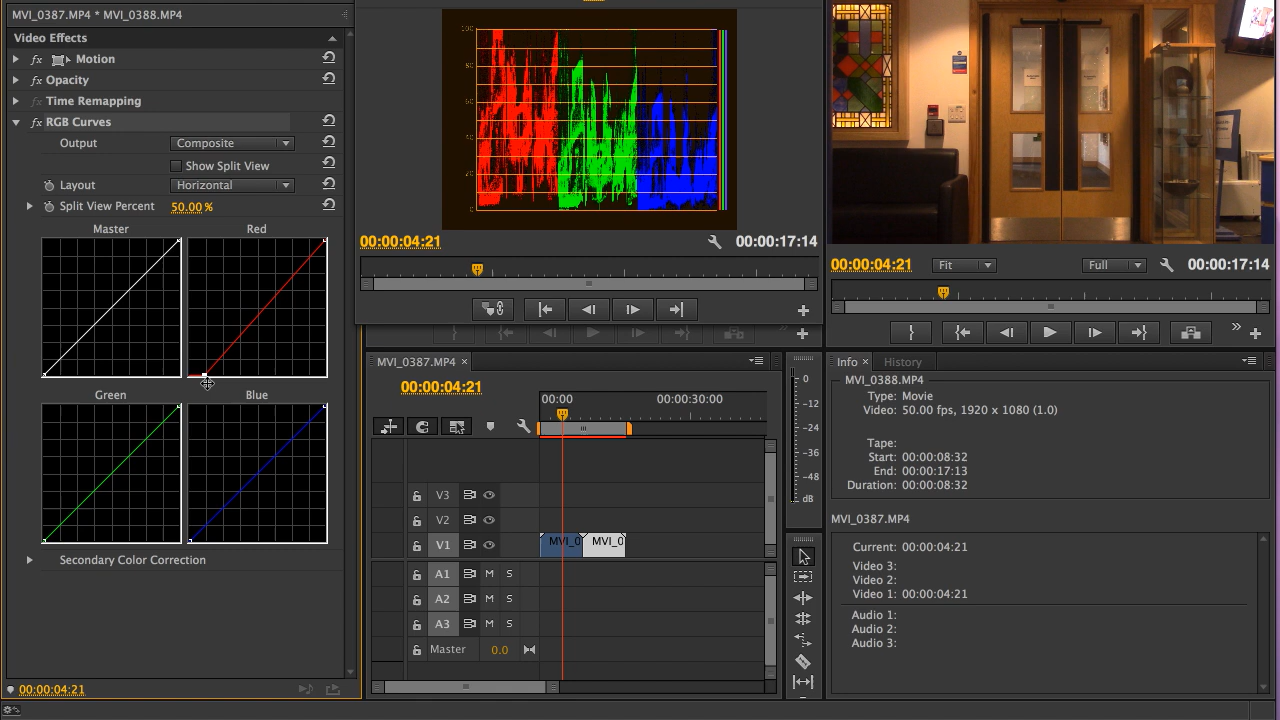 MVI_0387.MP4 * MVI_0388.MP4
Video Effects
fx Motion
fx Opacity
fx Time Remapping
fx RGB Curves
Output Composite
Show Split View
Layout Horizontal
Split View Percent 50.00 %
Master Red
Green Blue
Secondary Color Correction
00:00:04:21
100
80
60
40
20
0
00:00:04:21 00:00:17:14
00:00:04:21 Fit Full 00:00:17:14
MVI_0387.MP4 ×
00:00:04:21
00:00 00:00:30:00
V3
V2
V1 MVI_0 MVI_0
A1 M S
A2 M S
A3 M S
Master 0.0
0
-12
-24
-36
-48
dB
Info × History
MVI_0388.MP4
Type: Movie
Video: 50.00 fps, 1920 x 1080 (1.0)
Tape:
Start: 00:00:08:32
End: 00:00:17:13
Duration: 00:00:08:32
MVI_0387.MP4
Current: 00:00:04:21
Video 3:
Video 2:
Video 1: 00:00:04:21
Audio 1:
Audio 2:
Audio 3: